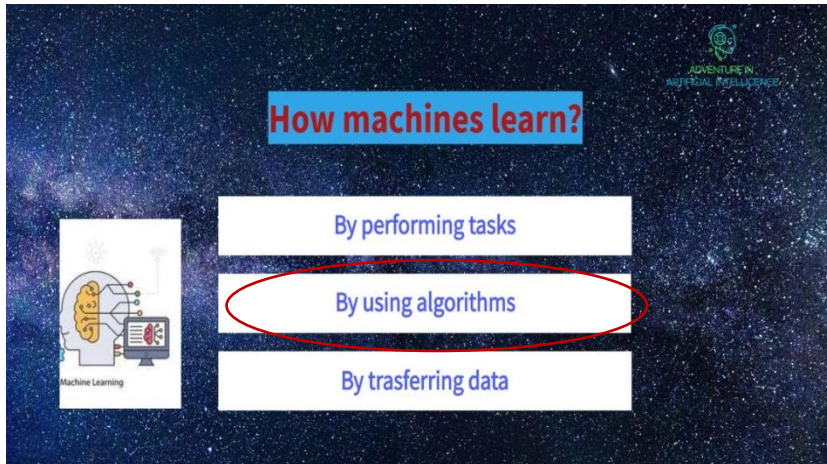 ADVENTURE IN
ARTIFICIAL INTELLIGENCE
How machines learn?
By performing tasks
By using algorithms
By trasferring data
Machine Learning